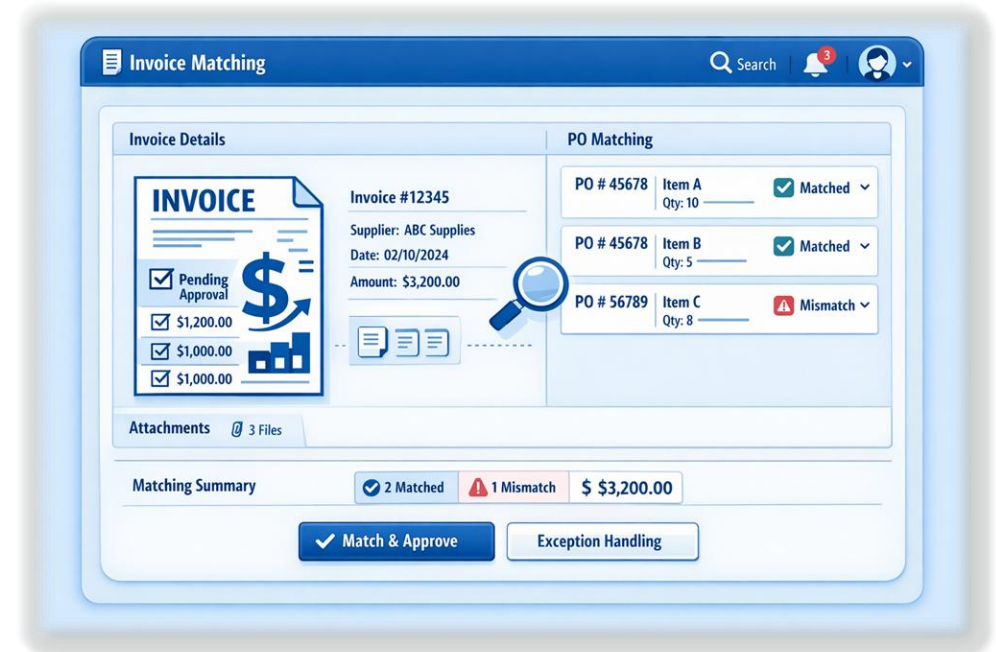 Invoice Matching
Search
3
Invoice Details
PO Matching
INVOICE
Pending
Approval
$
$1,200.00
$1,000.00
$1,000.00
Invoice #12345
Supplier: ABC Supplies
Date: 02/10/2024
Amount: $3,200.00
PO # 45678 Item A Matched
Qty: 10
PO # 45678 Item B Matched
Qty: 5
PO # 56789 Item C Mismatch
Qty: 8
Attachments 3 Files
Matching Summary 2 Matched 1 Mismatch $ $3,200.00
Match & Approve Exception Handling